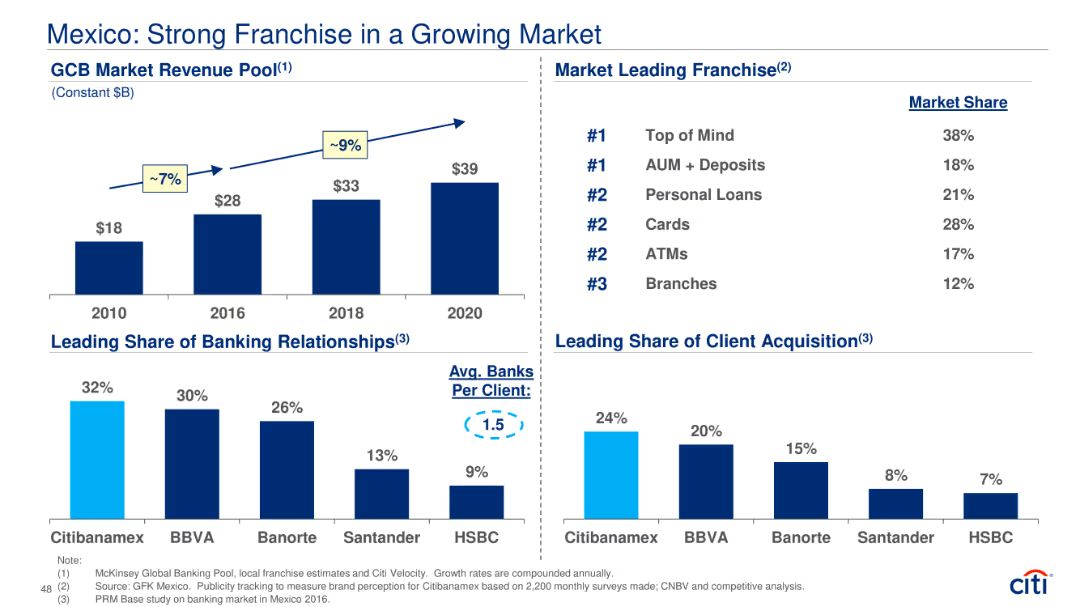 Mexico: Strong Franchise in a Growing Market
GCB Market Revenue Pool(1)
(Constant $B)
~7%
~9%
$18
$28
$33
$39
2010 2016 2018 2020
Market Leading Franchise(2)
Market Share
#1 Top of Mind 38%
#1 AUM + Deposits 18%
#2 Personal Loans 21%
#2 Cards 28%
#2 ATMs 17%
#3 Branches 12%
Leading Share of Banking Relationships(3)
Avg. Banks
Per Client:
1.5
32%
30%
26%
13%
9%
Citibanamex BBVA Banorte Santander HSBC
Leading Share of Client Acquisition(3)
24%
20%
15%
8%
7%
Citibanamex BBVA Banorte Santander HSBC
Note:
(1) McKinsey Global Banking Pool, local franchise estimates and Citi Velocity. Growth rates are compounded annually.
(2) Source: GFK Mexico. Publicity tracking to measure brand perception for Citibanamex based on 2,200 monthly surveys made; CNBV and competitive analysis.
(3) PRM Base study on banking market in Mexico 2016.
48
citi